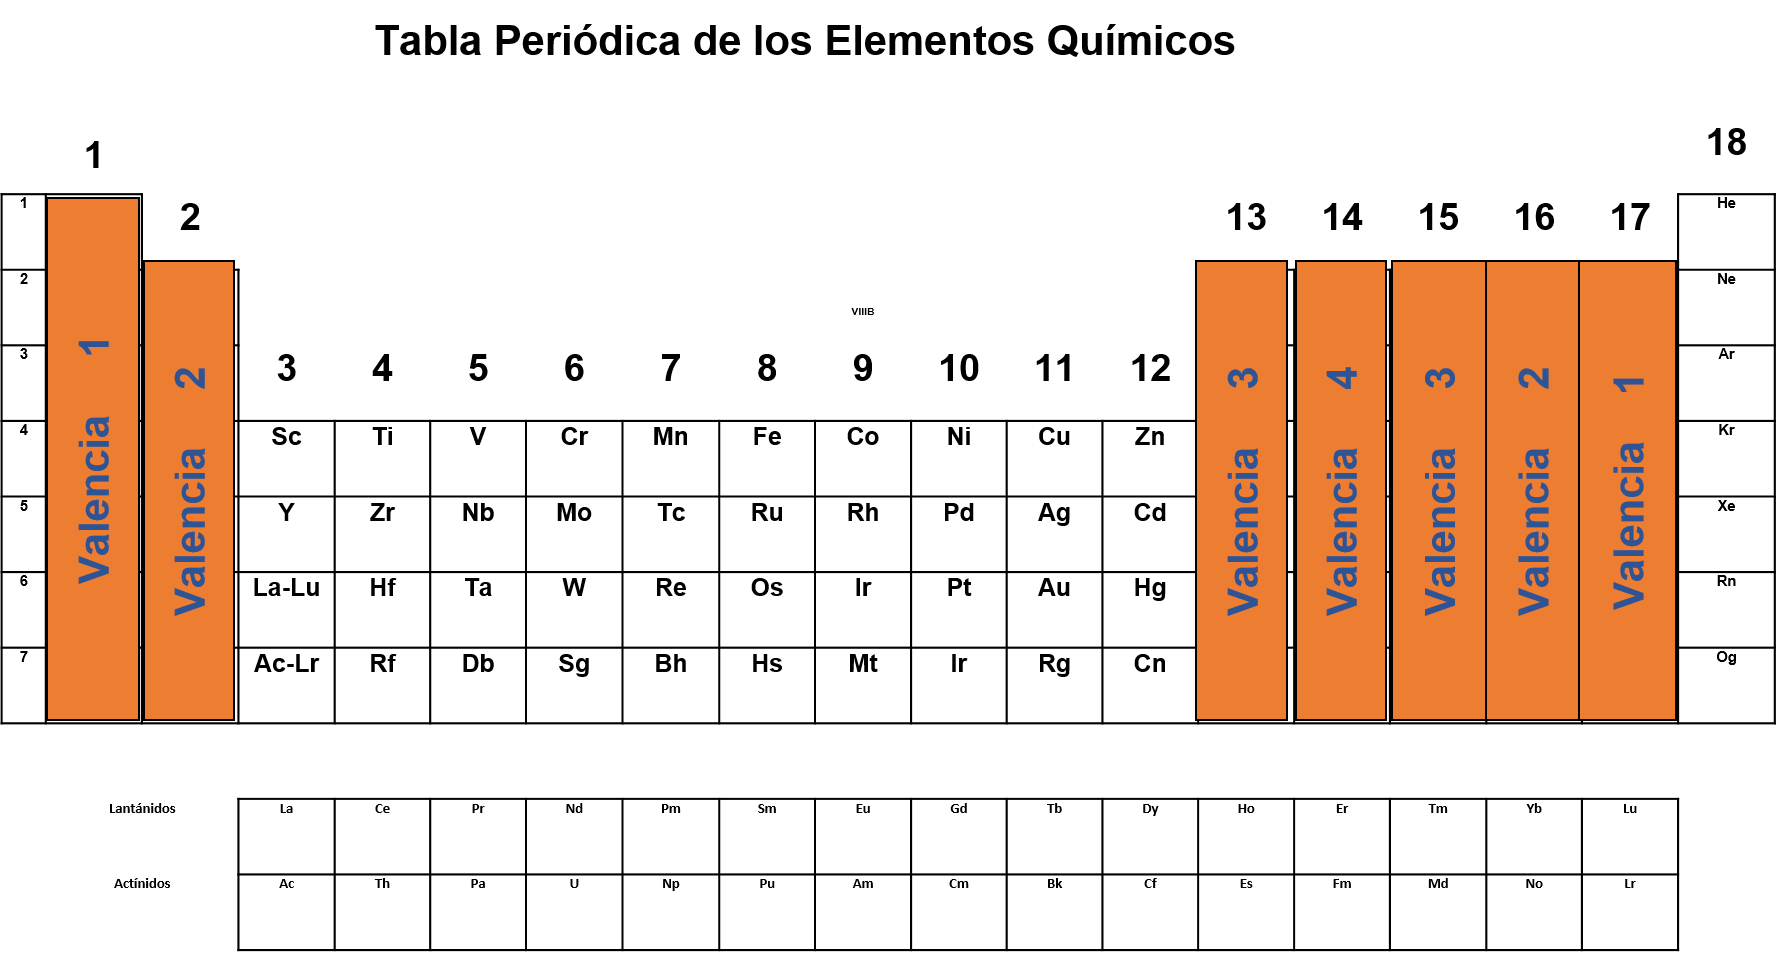 Tabla Periódica de los Elementos Químicos
1 18
2 13 14 15 16 17
1 He
2 Ne
VIIIB
3 3 4 5 6 7 8 9 10 11 12 Ar
4 Sc Ti V Cr Mn Fe Co Ni Cu Zn Kr
5 Y Zr Nb Mo Tc Ru Rh Pd Ag Cd Xe
6 La-Lu Hf Ta W Re Os Ir Pt Au Hg Rn
7 Ac-Lr Rf Db Sg Bh Hs Mt Ir Rg Cn Og
Valencia 1
Valencia 2
Valencia 3
Valencia 4
Valencia 3
Valencia 2
Valencia 1
Lantánidos La Ce Pr Nd Pm Sm Eu Gd Tb Dy Ho Er Tm Yb Lu
Actínidos Ac Th Pa U Np Pu Am Cm Bk Cf Es Fm Md No Lr